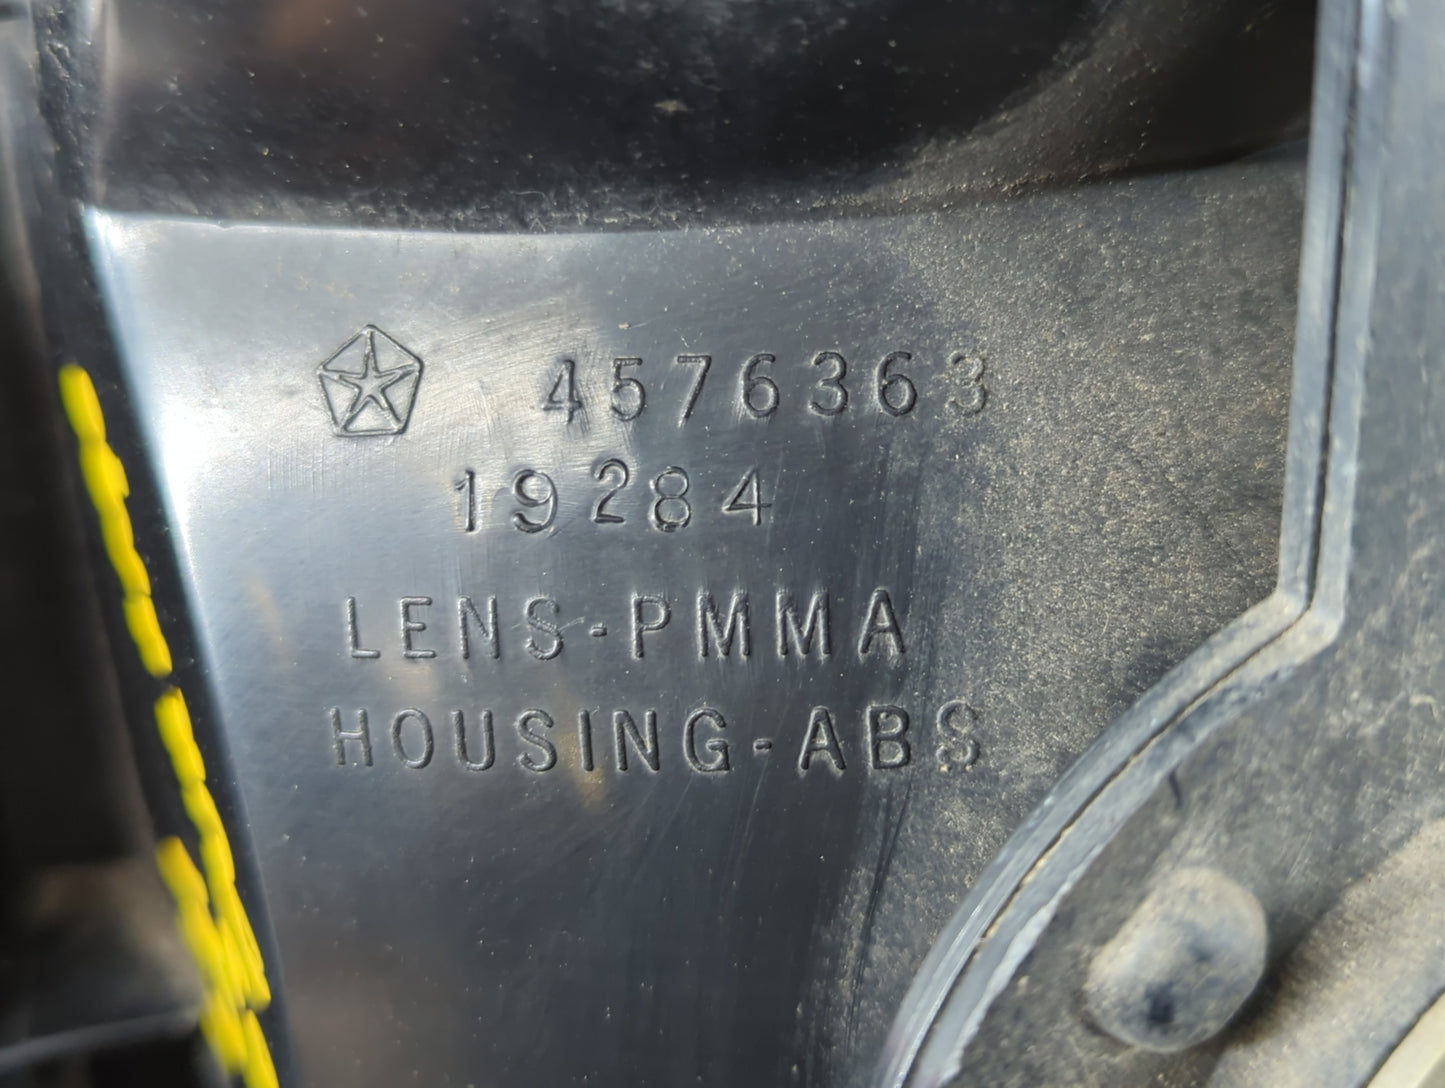 4576363
19284
LENS-PMMA
HOUSING-ABS